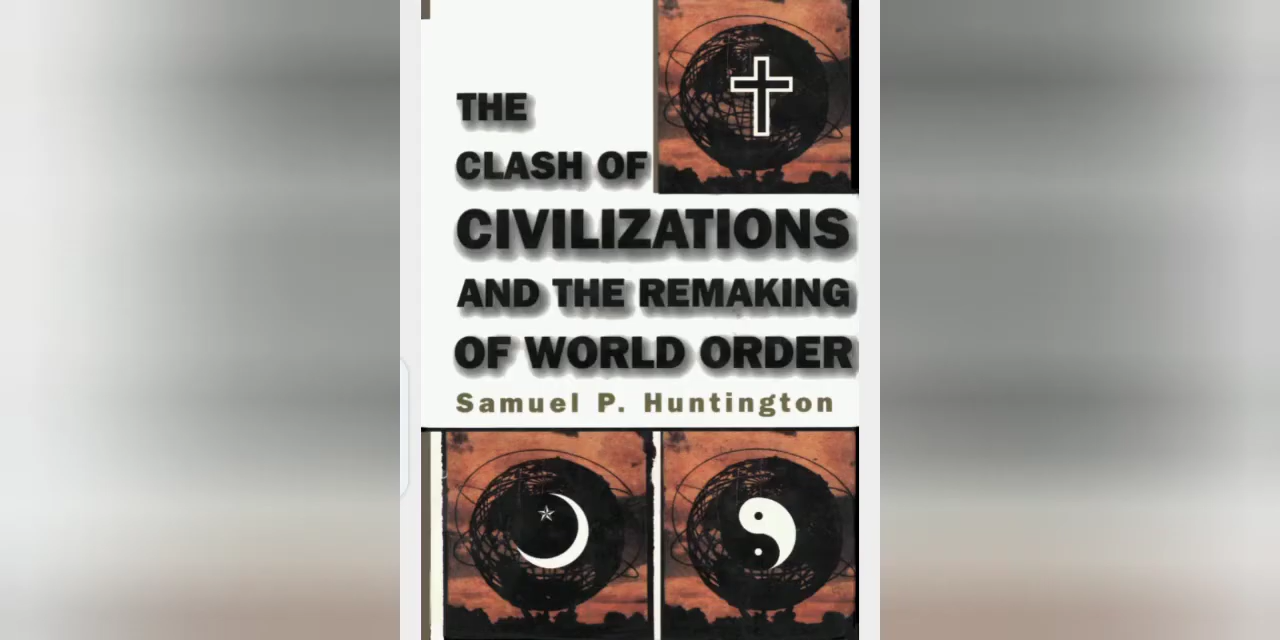 THE
CLASH OF
CIVILIZATIONS
AND THE REMAKING
OF WORLD ORDER
Samuel P. Huntington